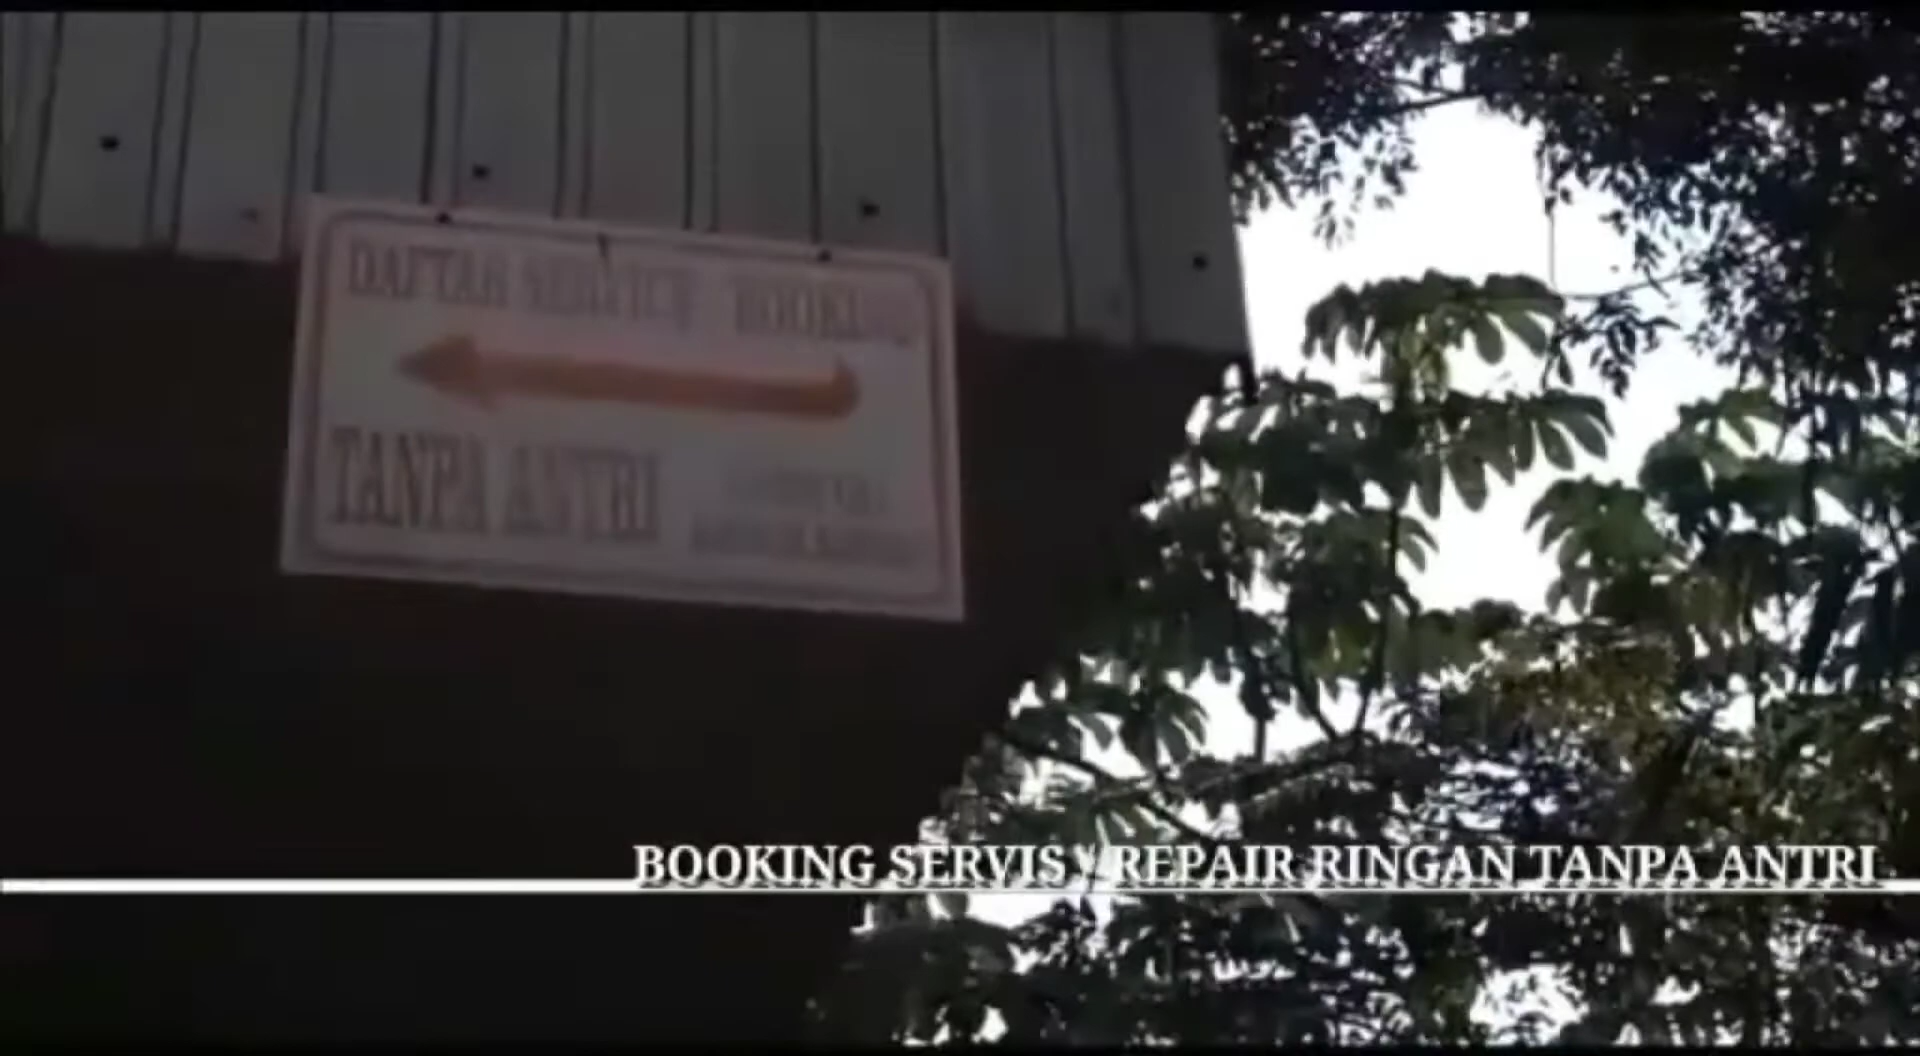 DAFTAR SERVICE BOOKING
TANPA ANTRI
BOOKING SERVIS / REPAIR RINGAN TANPA ANTRI